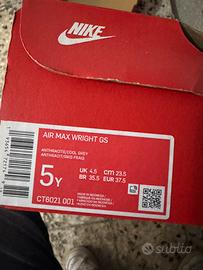 NIKE
AIR MAX WRIGHT GS
ANTHRACITE/COOL GREY
5Y
UK 4.5 cm 23.5
BR 35.5 EUR 37.5
CT6021 001
subito